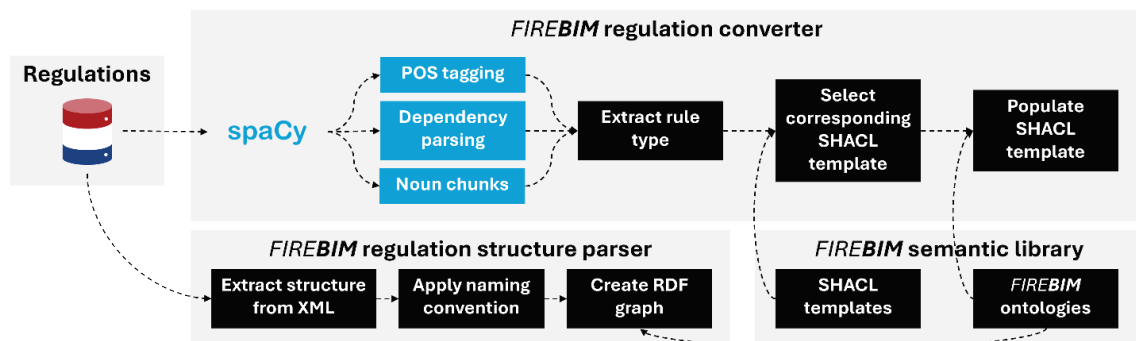 FIREBIM regulation converter
Regulations
spaCy
POS tagging
Dependency
parsing
Noun chunks
Extract rule
type
Select
corresponding
SHACL
template
Populate
SHACL
template
FIREBIM regulation structure parser
Extract structure
from XML
Apply naming
convention
Create RDF
graph
FIREBIM semantic library
SHACL
templates
FIREBIM
ontologies